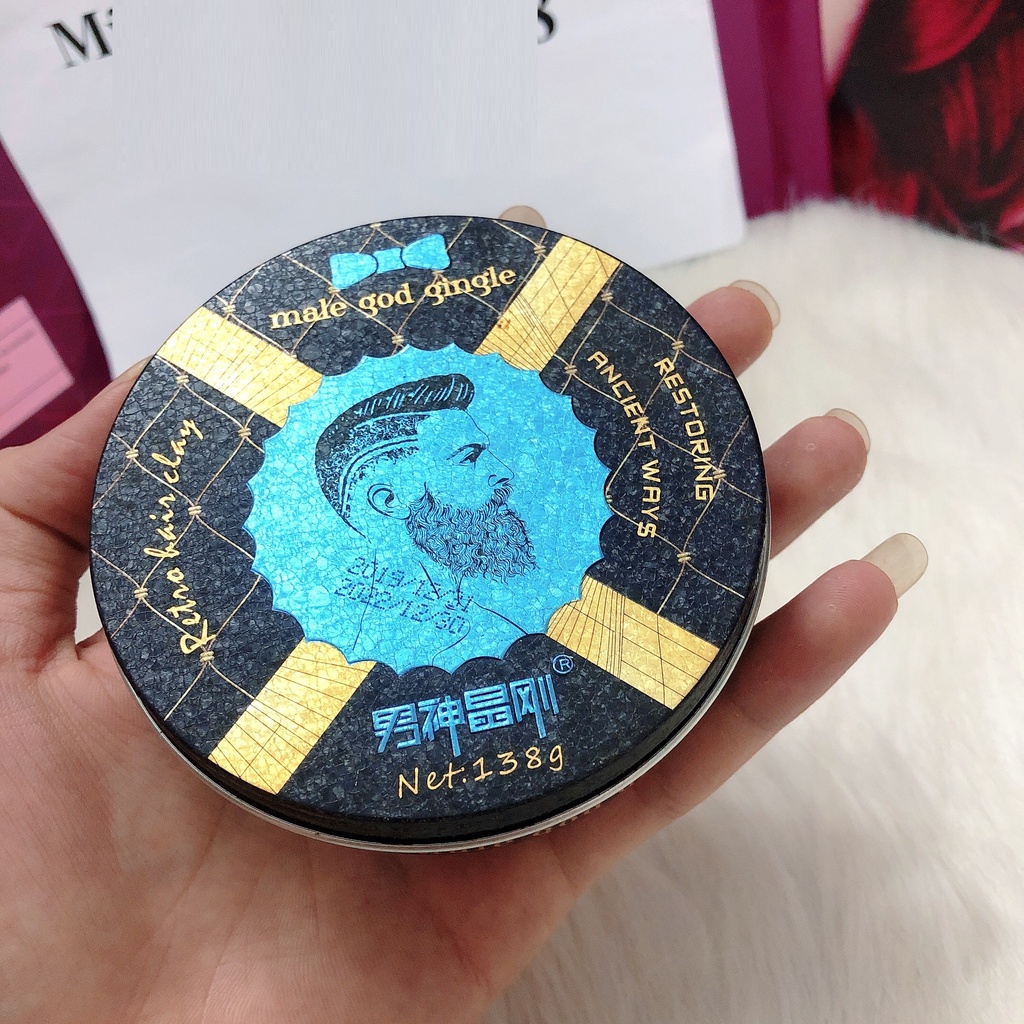 male god gingle
RESTORING
ANCIENT WAYS
Retro hair clay
2019/12/31
2022/12/30
男神晶刚®
Net:138g